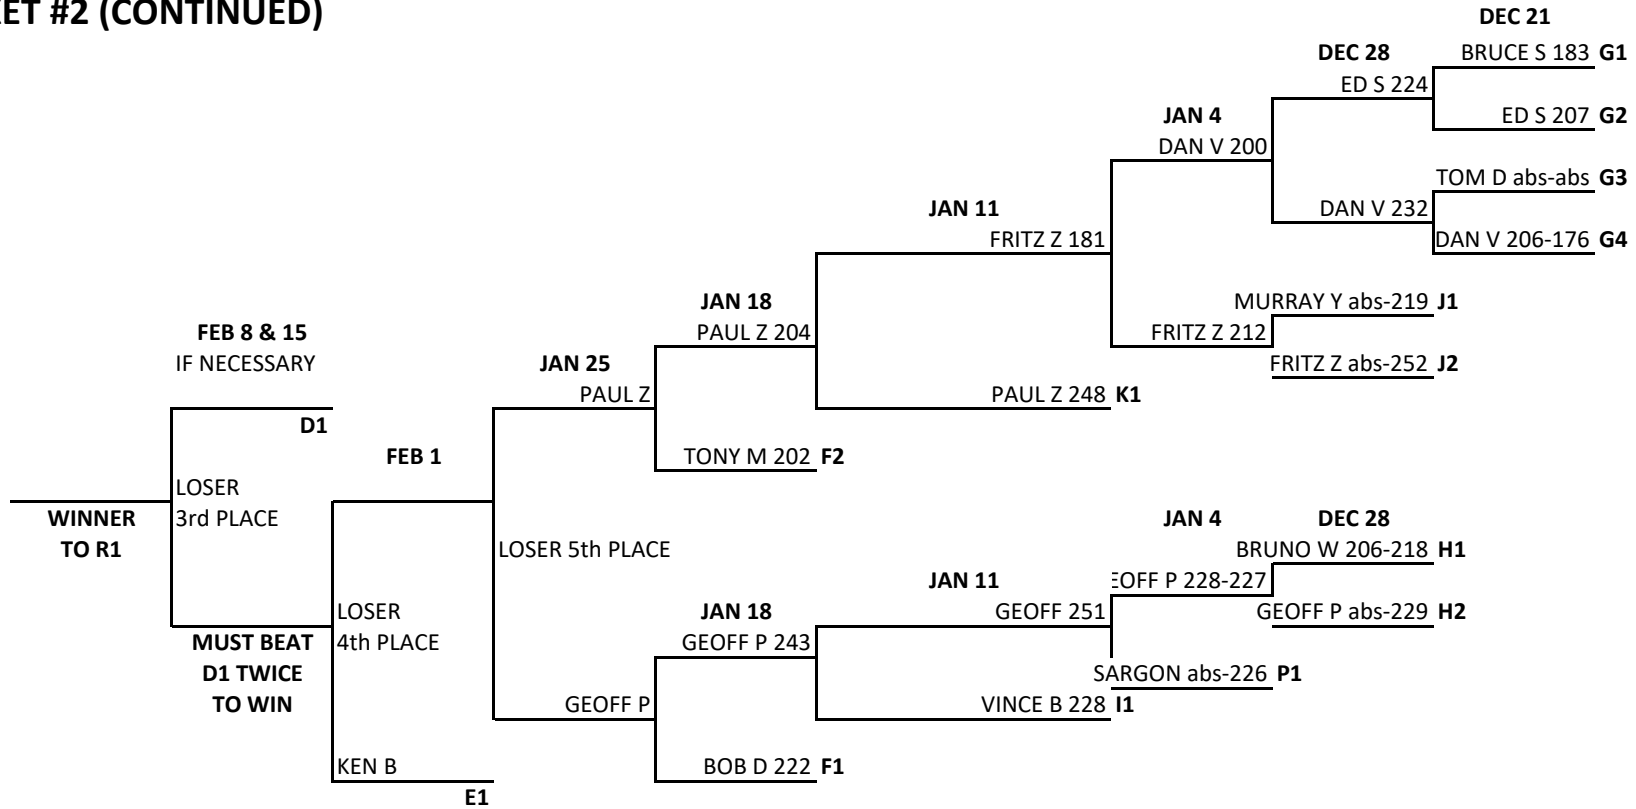 KET #2 (CONTINUED)
DEC 21
DEC 28
BRUCE S 183 G1
ED S 224
JAN 4
ED S 207 G2
DAN V 200
TOM D abs-abs G3
JAN 11
DAN V 232
FRITZ Z 181
DAN V 206-176 G4
JAN 18
MURRAY Y abs-219 J1
FEB 8 & 15
PAUL Z 204
FRITZ Z 212
IF NECESSARY
JAN 25
FRITZ Z abs-252 J2
PAUL Z
PAUL Z 248 K1
D1
FEB 1
TONY M 202 F2
LOSER
WINNER
3rd PLACE
JAN 4
DEC 28
TO R1
LOSER 5th PLACE
BRUNO W 206-218 H1
JAN 11
EOFF P 228-227
LOSER
JAN 18
GEOFF 251
GEOFF P abs-229 H2
MUST BEAT
4th PLACE
GEOFF P 243
D1 TWICE
SARGON abs-226 P1
TO WIN
GEOFF P
VINCE B 228 I1
KEN B
BOB D 222 F1
E1